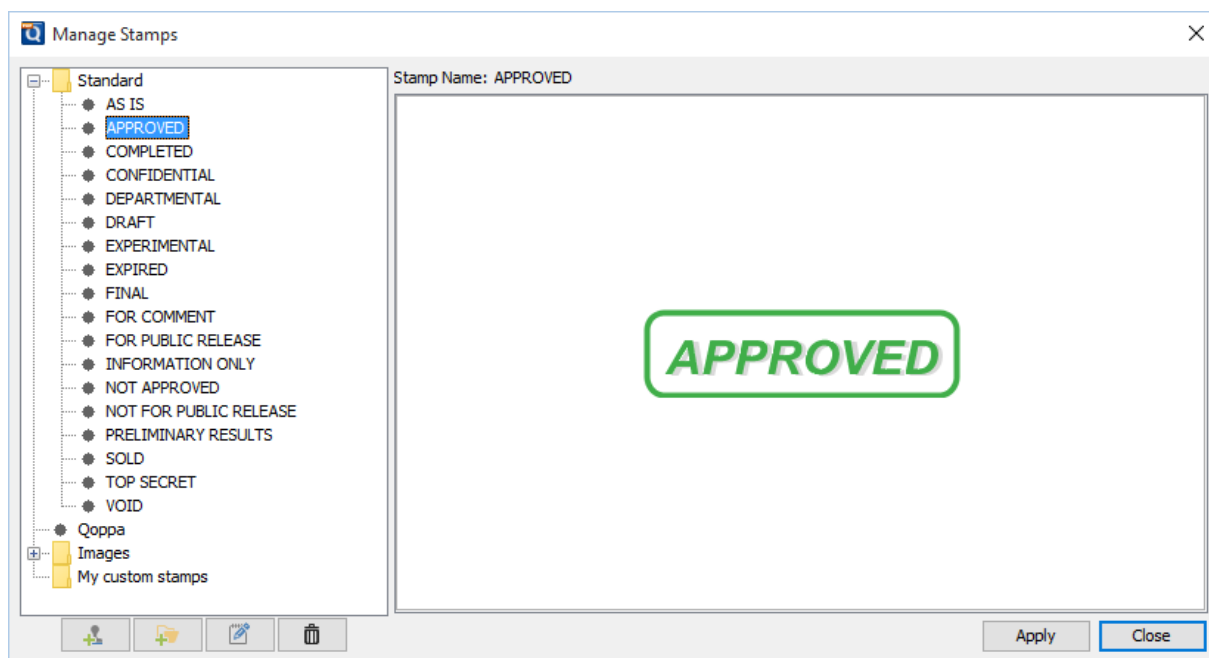 Manage Stamps
Standard
AS IS
APPROVED
COMPLETED
CONFIDENTIAL
DEPARTMENTAL
DRAFT
EXPERIMENTAL
EXPIRED
FINAL
FOR COMMENT
FOR PUBLIC RELEASE
INFORMATION ONLY
NOT APPROVED
NOT FOR PUBLIC RELEASE
PRELIMINARY RESULTS
SOLD
TOP SECRET
VOID
Qoppa
Images
My custom stamps
Stamp Name: APPROVED
APPROVED
Apply
Close